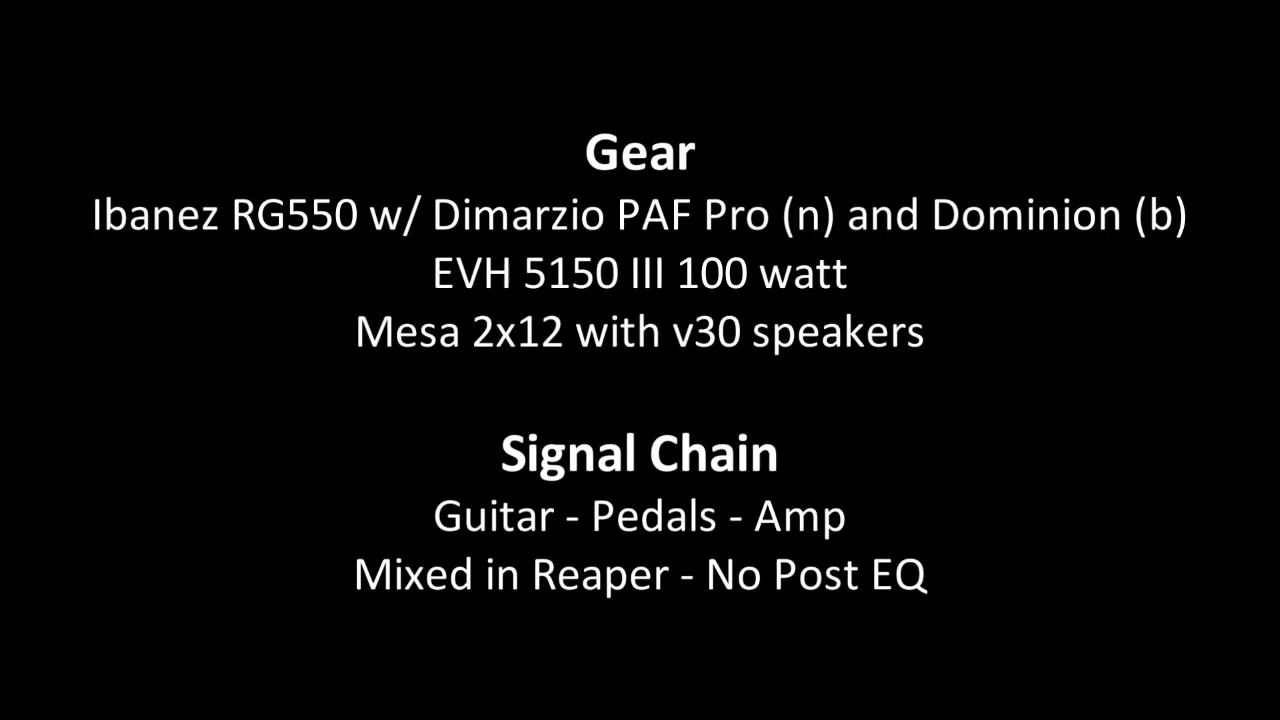 Gear
Ibanez RG550 w/ Dimarzio PAF Pro (n) and Dominion (b)
EVH 5150 III 100 watt
Mesa 2x12 with v30 speakers
Signal Chain
Guitar - Pedals - Amp
Mixed in Reaper - No Post EQ